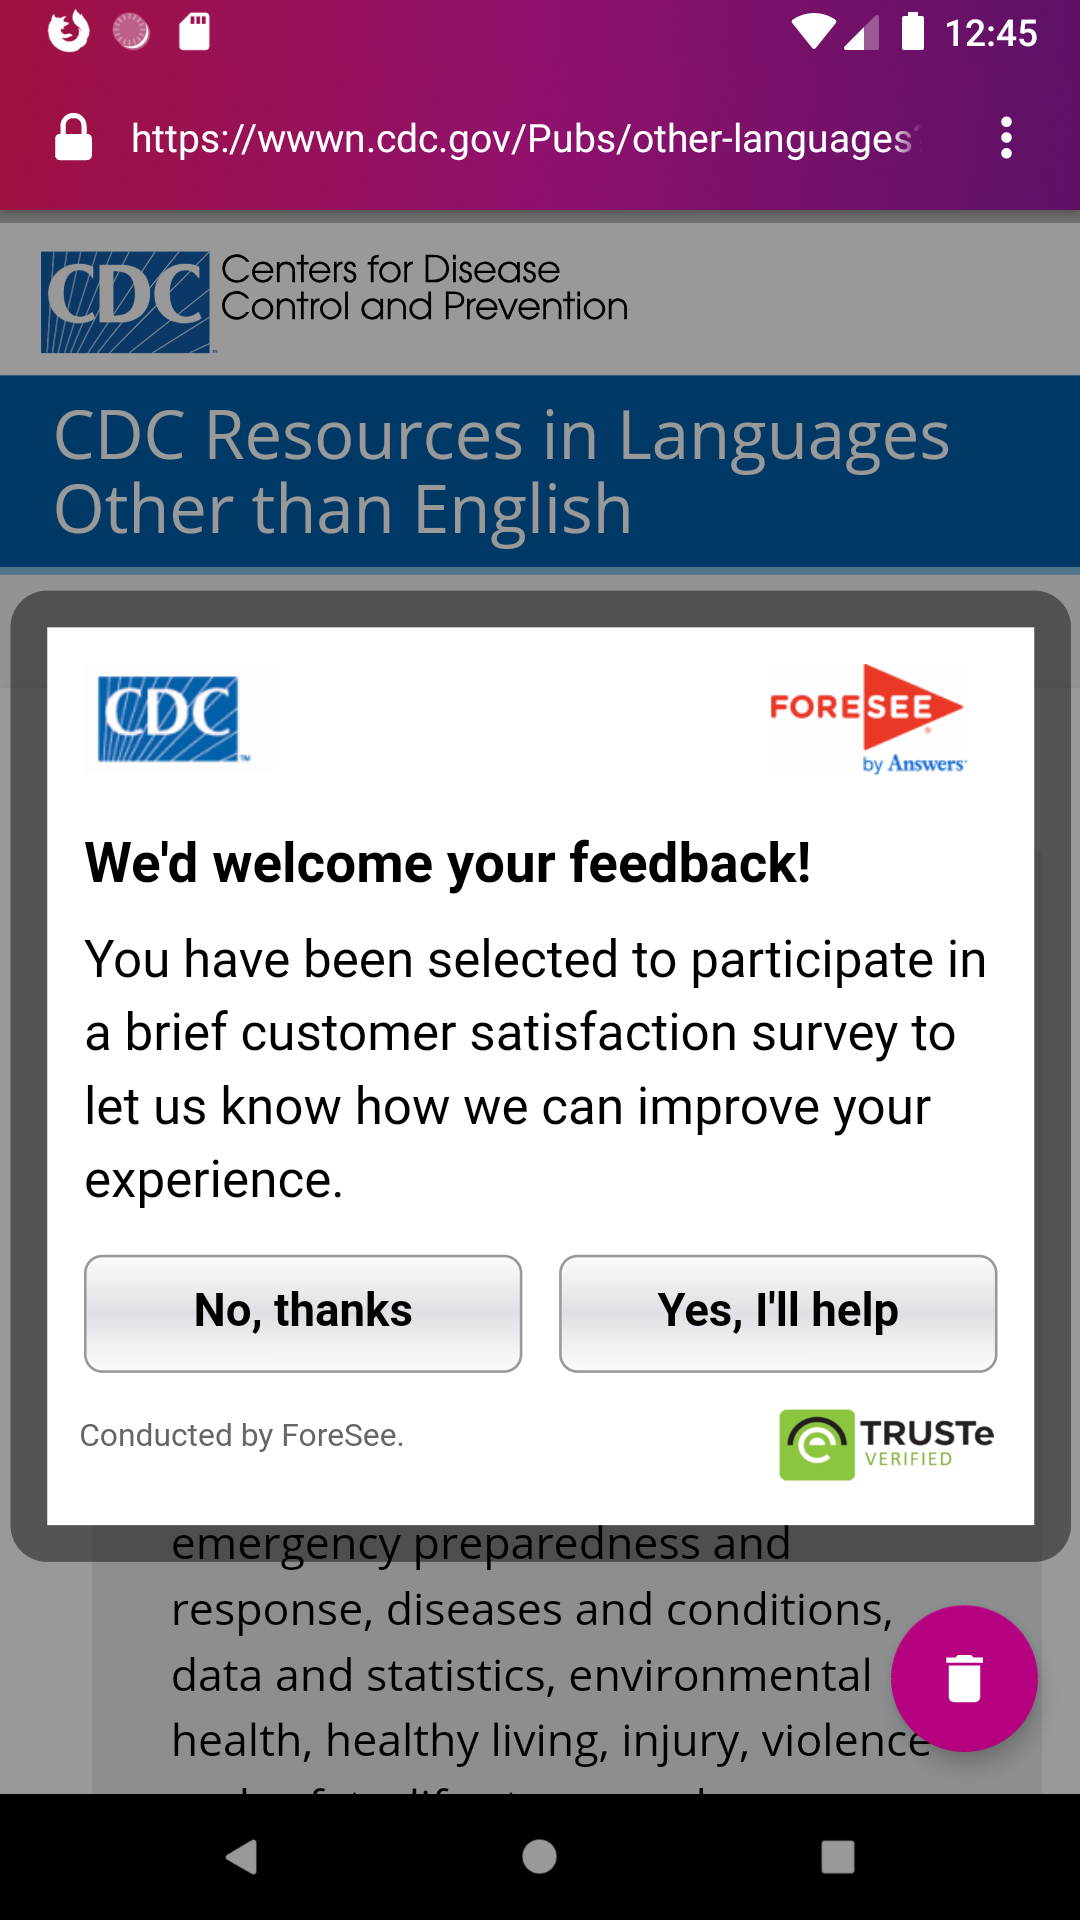 12:45
https://wwwn.cdc.gov/Pubs/other-languages
CDC
Centers for Disease
Control and Prevention
CDC Resources in Languages
Other than English
CDC
FORESEE
by Answers
We'd welcome your feedback!
You have been selected to participate in
a brief customer satisfaction survey to
let us know how we can improve your
experience.
No, thanks
Yes, I'll help
Conducted by ForeSee.
TRUSTe
VERIFIED
emergency preparedness and
response, diseases and conditions,
data and statistics, environmental
health, healthy living, injury, violence